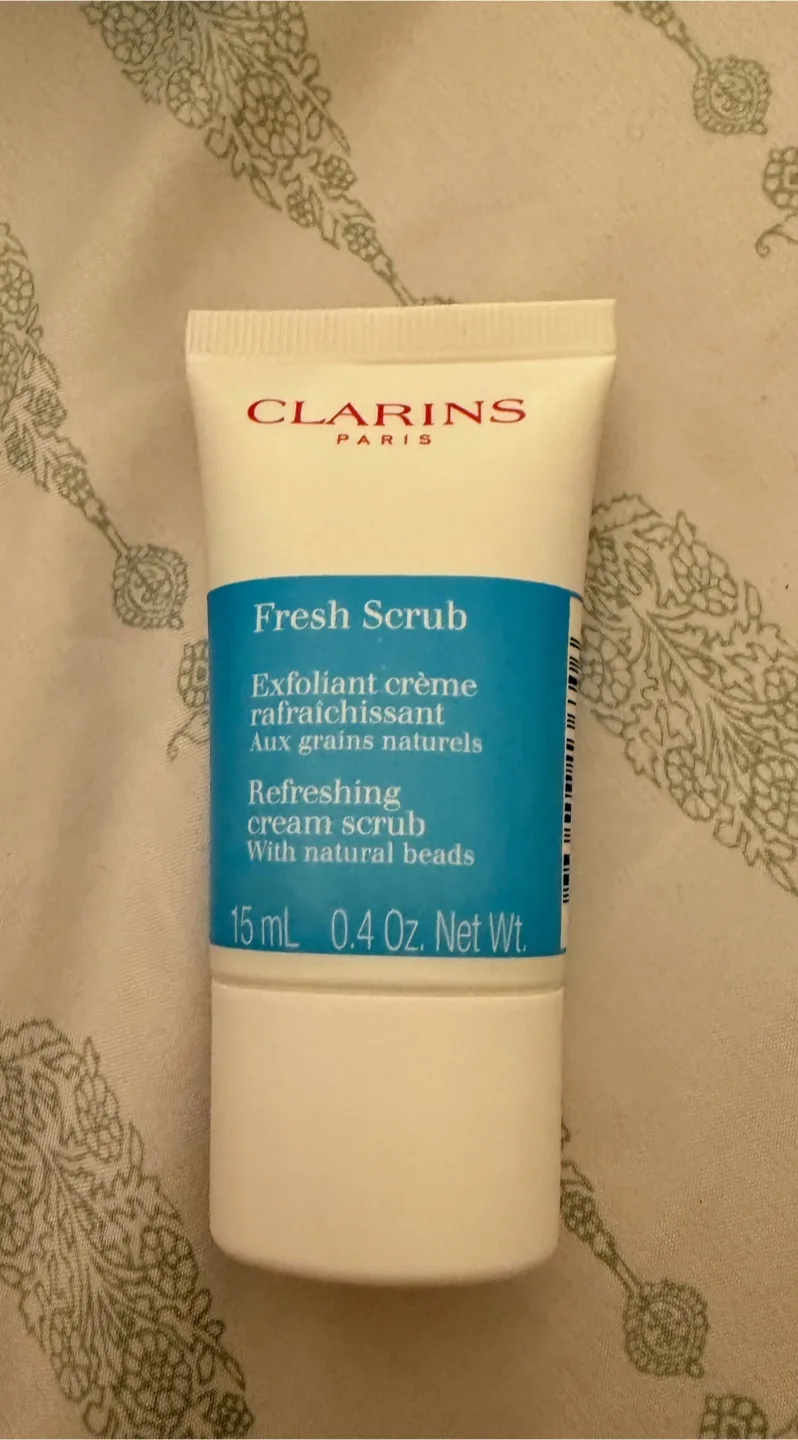 CLARINS
PARIS
Fresh Scrub
Exfoliant crème
rafraîchissant
Aux grains naturels
Refreshing
cream scrub
With natural beads
15 mL 0.4 Oz. Net Wt.